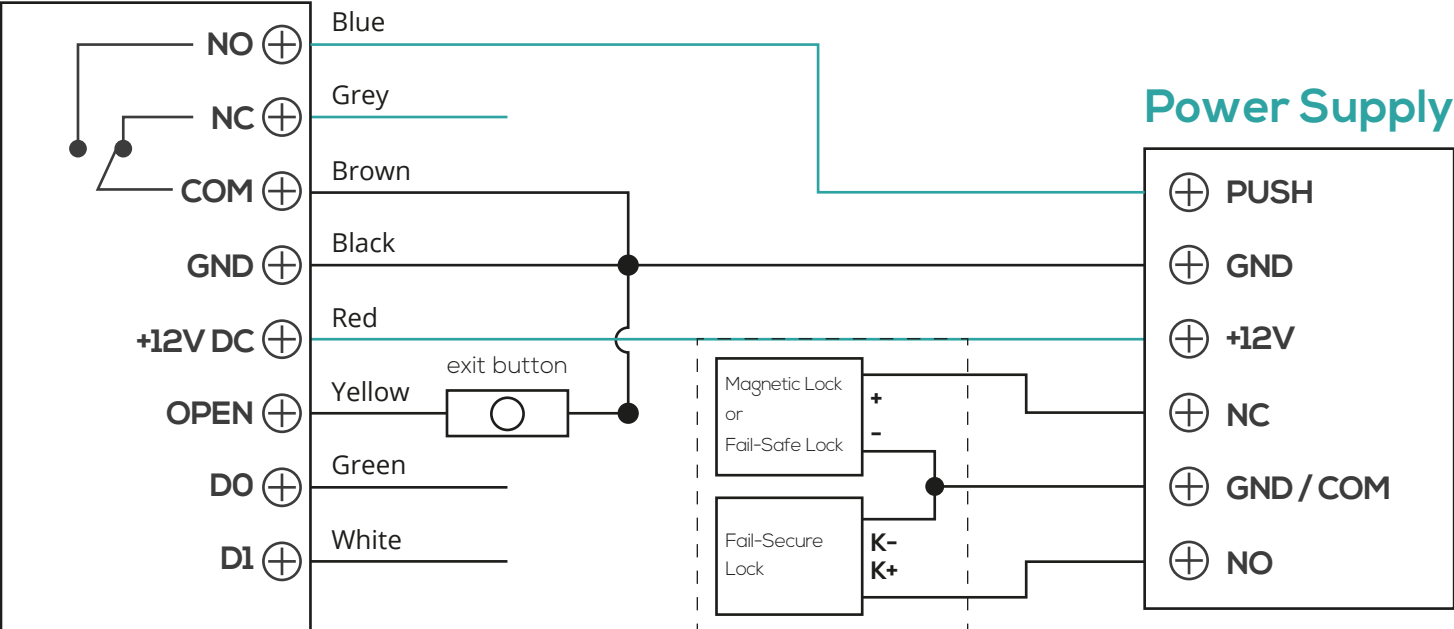 NO
Blue
NC
Grey
Power Supply
COM
Brown
PUSH
GND
Black
GND
+12V DC
Red
+12V
exit button
OPEN
Yellow
Magnetic Lock
or
Fail-Safe Lock
+
-
NC
D0
Green
GND / COM
D1
White
Fail-Secure
Lock
K-
K+
NO